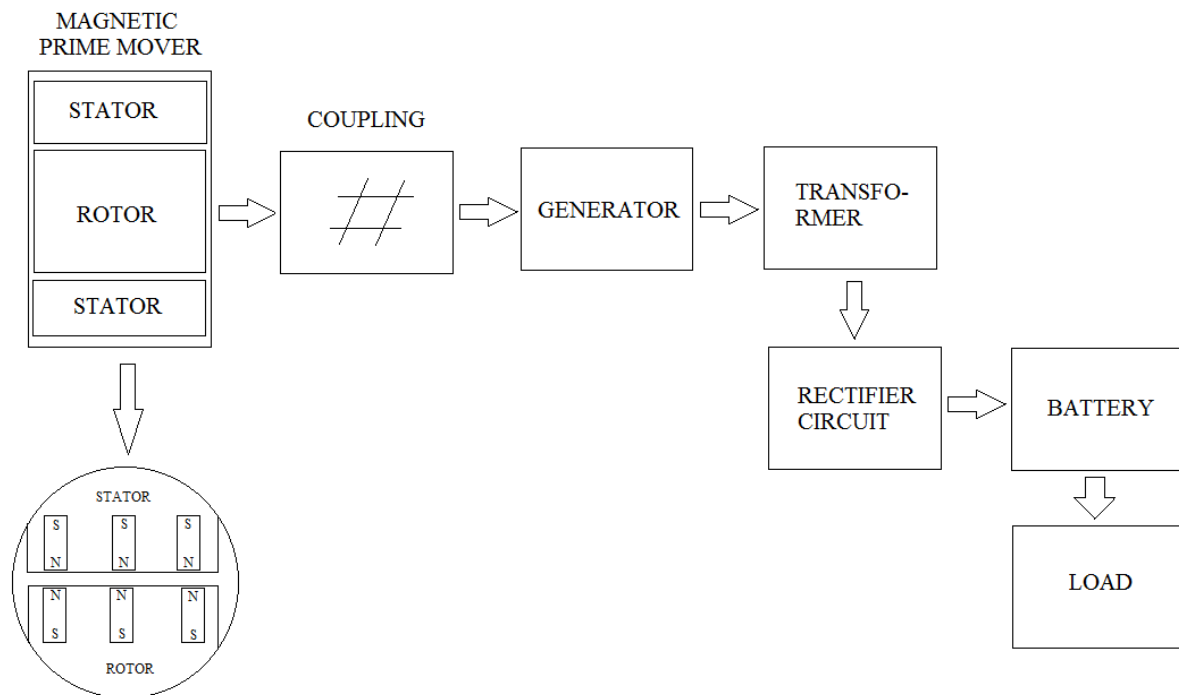 MAGNETIC
PRIME MOVER
STATOR
ROTOR
STATOR
COUPLING
GENERATOR
TRANSFO-
RMER
RECTIFIER
CIRCUIT
BATTERY
LOAD
STATOR
S S S
N N N
N N N
S S S
ROTOR